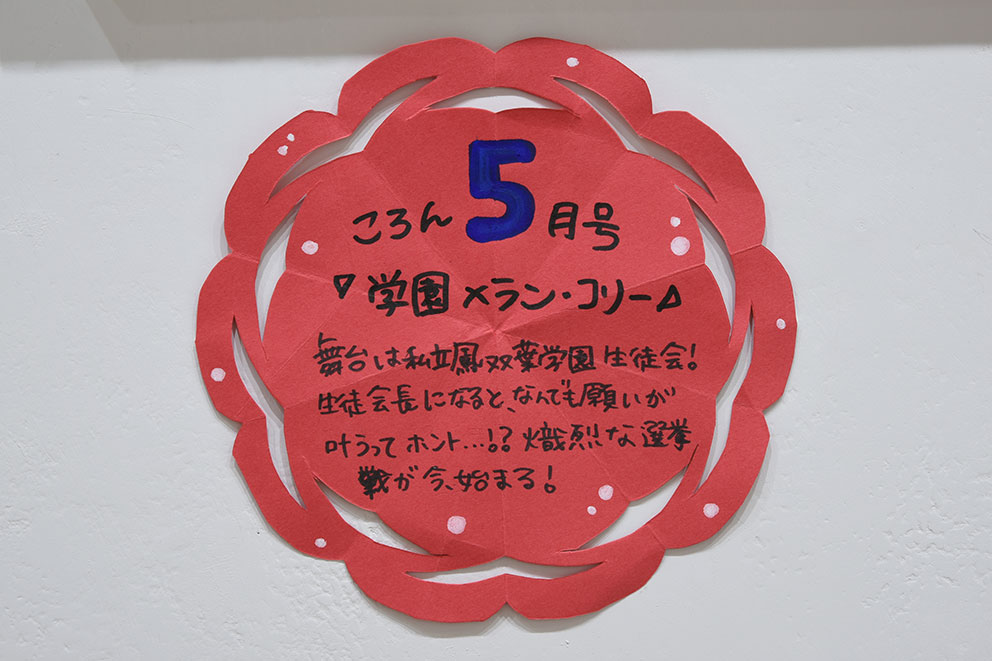 ころん5月号
▽学園×ラン・コリー△
舞台は私立鳳双葉学園生徒会!
生徒会長になると、なんでも願いが
叶うってホント…!?熾烈な選挙
戦が今、始まる!